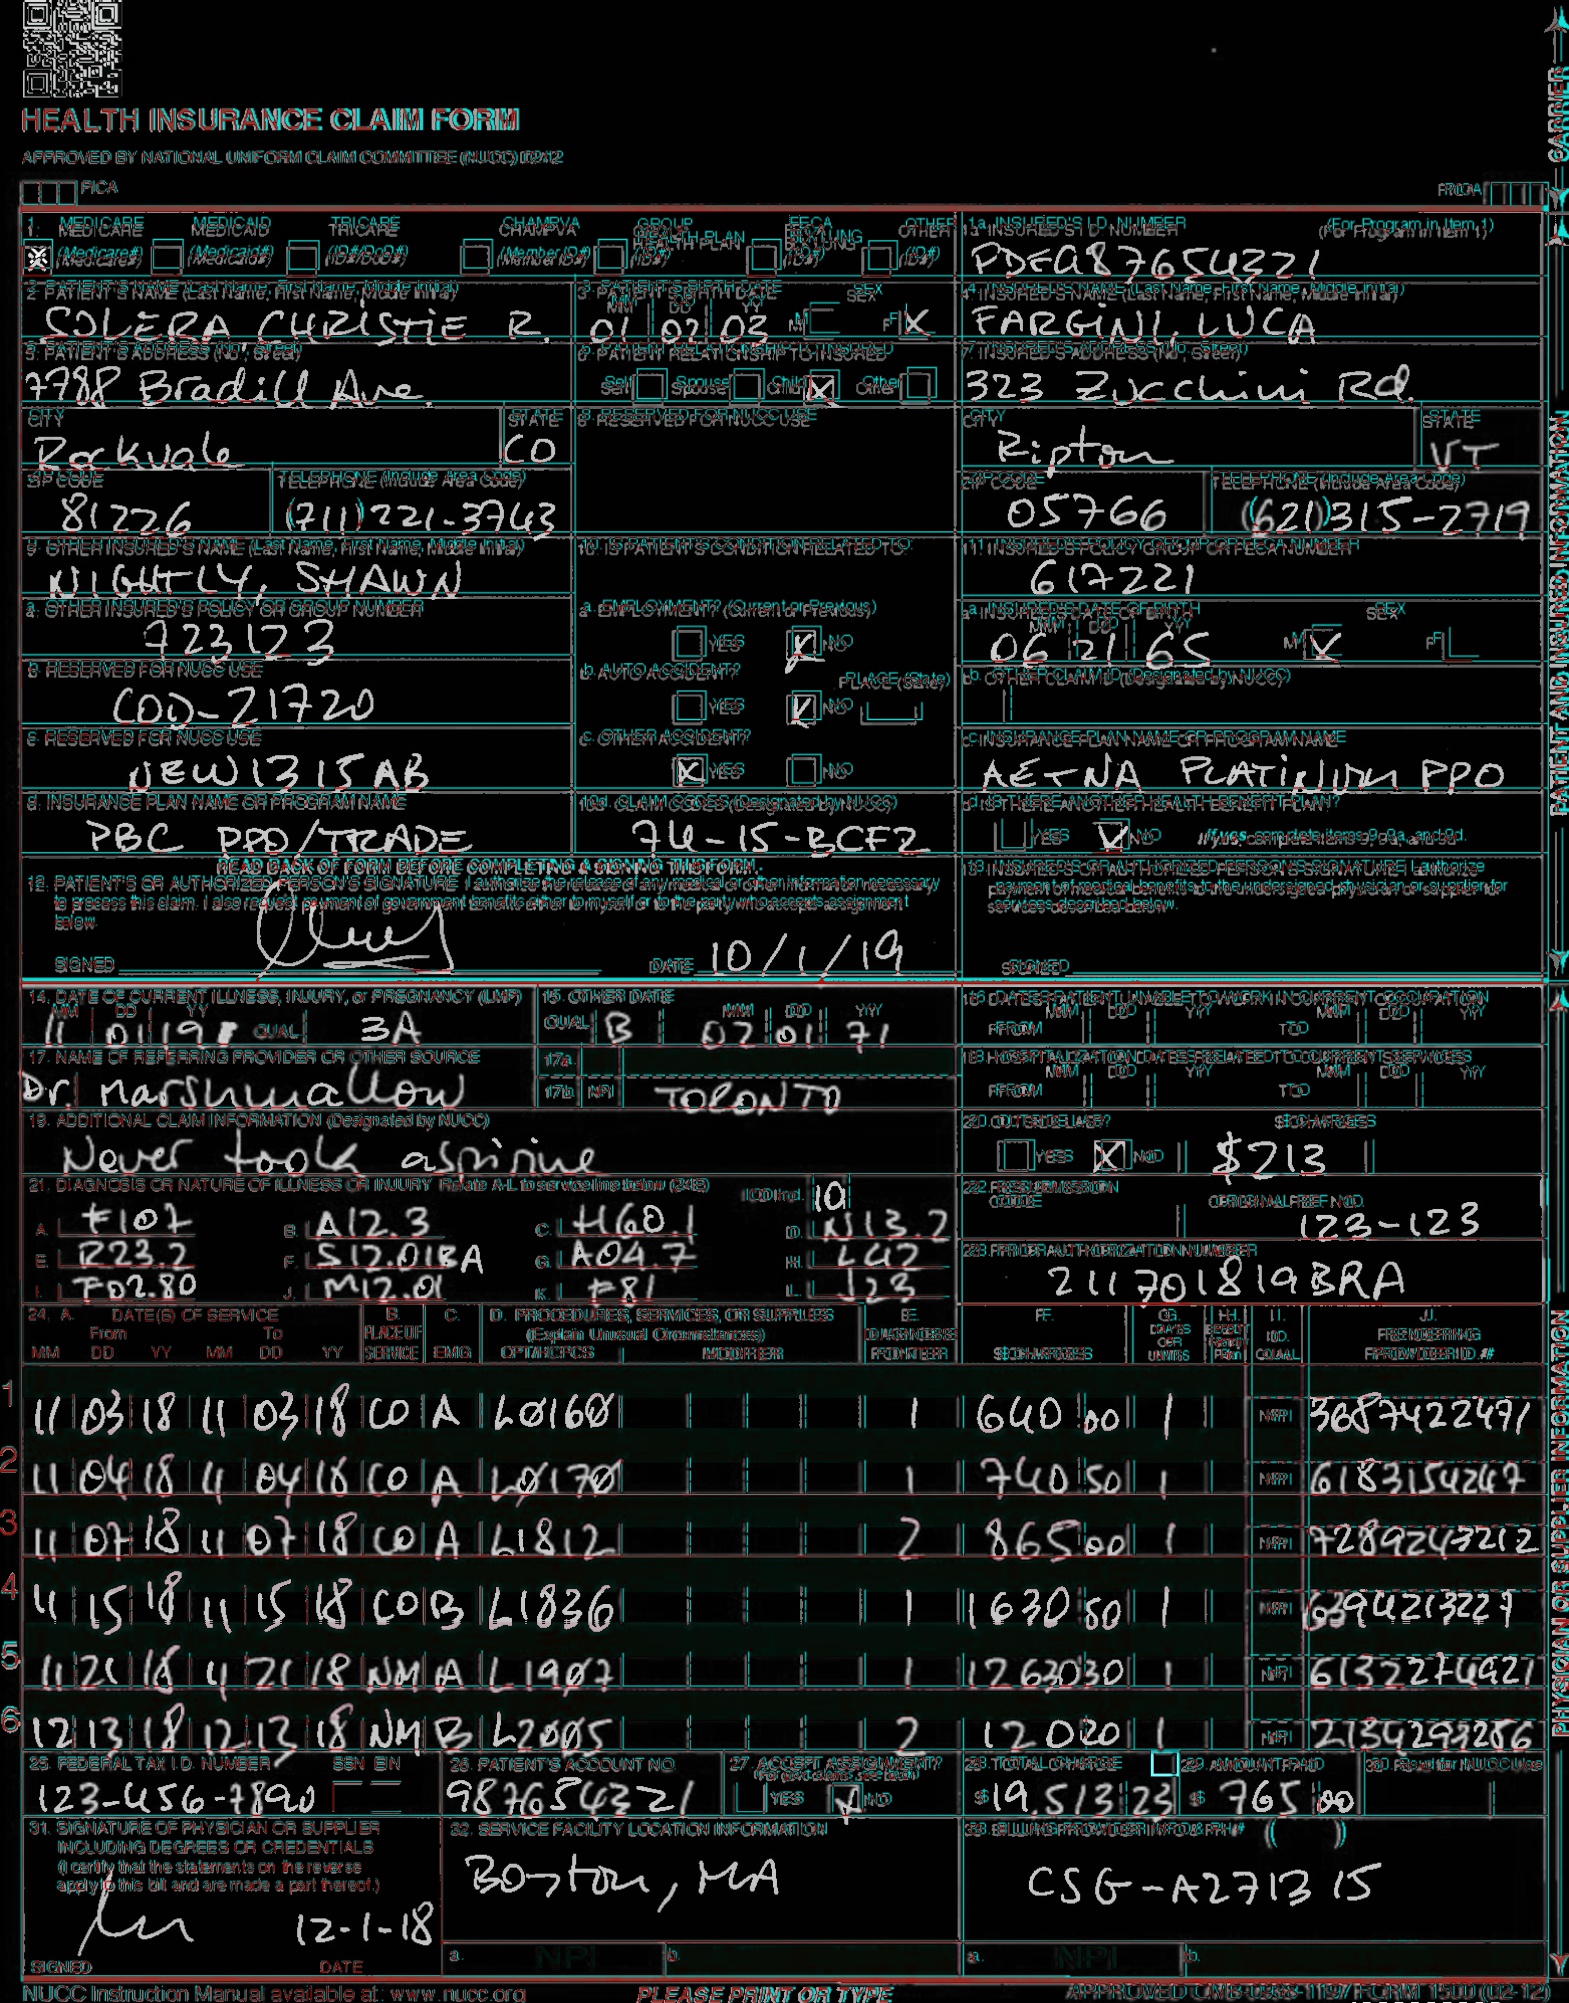 HEALTH INSURANCE CLAIM FORM
APPROVED BY NATIONAL UNIFORM CLAIM COMMITTEE (NUCC) 02/12
PICA
PICA
CARRIER
1. MEDICARE MEDICAID TRICARE CHAMPVA GROUP HEALTH PLAN FECA BLK LUNG OTHER
(Medicare#) (Medicaid#) (ID#/DoD#) (Member ID#) (ID#) (ID#) (ID#)
1a. INSURED'S I.D. NUMBER (For Program in Item 1)
PDEA87654321
2. PATIENT'S NAME (Last Name, First Name, Middle Initial)
SOLERA, CHRISTIE R.
3. PATIENT'S BIRTH DATE SEX
MM DD YY
01 02 03 M F X
4. INSURED'S NAME (Last Name, First Name, Middle Initial)
FARGINI, LUCA
5. PATIENT'S ADDRESS (No., Street)
7788 Bradill Ave.
6. PATIENT RELATIONSHIP TO INSURED
Self Spouse Child X Other
7. INSURED'S ADDRESS (No., Street)
323 Zucchini Rd.
CITY STATE
Rockvale CO
8. RESERVED FOR NUCC USE
CITY STATE
Ripton VT
ZIP CODE TELEPHONE (Include Area Code)
81226 (711) 221-3743
ZIP CODE TELEPHONE (Include Area Code)
05766 (621) 315-2719
9. OTHER INSURED'S NAME (Last Name, First Name, Middle Initial)
NIGHTLY, SHAWN
10. IS PATIENT'S CONDITION RELATED TO:
11. INSURED'S POLICY GROUP OR FECA NUMBER
617221
a. OTHER INSURED'S POLICY OR GROUP NUMBER
723123
a. EMPLOYMENT? (Current or Previous)
YES NO
a. INSURED'S DATE OF BIRTH SEX
MM DD YY
06 21 65 M X F
b. RESERVED FOR NUCC USE
COD-21720
b. AUTO ACCIDENT? PLACE (State)
YES NO
b. OTHER CLAIM ID (Designated by NUCC)
c. RESERVED FOR NUCC USE
NEW1315AB
c. OTHER ACCIDENT?
X YES NO
c. INSURANCE PLAN NAME OR PROGRAM NAME
AETNA PLATINUM PPO
d. INSURANCE PLAN NAME OR PROGRAM NAME
PBC PPO/TRADE
10d. CLAIM CODES (Designated by NUCC)
74-15-BCF2
d. IS THERE ANOTHER HEALTH BENEFIT PLAN?
YES NO If yes, complete items 9, 9a, and 9d.
READ BACK OF FORM BEFORE COMPLETING & SIGNING THIS FORM.
12. PATIENT'S OR AUTHORIZED PERSON'S SIGNATURE I authorize the release of any medical or other information necessary
to process this claim. I also request payment of government benefits either to myself or to the party who accepts assignment
below.
SIGNED DATE 10/1/19
13. INSURED'S OR AUTHORIZED PERSON'S SIGNATURE I authorize
payment of medical benefits to the undersigned physician or supplier for
services described below.
SIGNED
PATIENT AND INSURED INFORMATION
14. DATE OF CURRENT ILLNESS, INJURY, or PREGNANCY (LMP)
MM DD YY
11 01 19 QUAL. 3A
15. OTHER DATE
MM DD YY
QUAL. B 02 01 71
16. DATES PATIENT UNABLE TO WORK IN CURRENT OCCUPATION
MM DD YY MM DD YY
FROM TO
17. NAME OF REFERRING PROVIDER OR OTHER SOURCE
Dr. Marshmallow
17a.
17b. NPI TORONTO
18. HOSPITALIZATION DATES RELATED TO CURRENT SERVICES
MM DD YY MM DD YY
FROM TO
19. ADDITIONAL CLAIM INFORMATION (Designated by NUCC)
Never took aspirine
20. OUTSIDE LAB? $ CHARGES
YES X NO $213
21. DIAGNOSIS OR NATURE OF ILLNESS OR INJURY Relate A-L to service line below (24E) ICD Ind. 10
A. F107 B. A12.3 C. H60.1 D. N13.2
E. R23.2 F. S12.01BA G. A04.7 H. L42
I. F02.80 J. M12.01 K. F81 L. J23
22. RESUBMISSION CODE ORIGINAL REF. NO.
123-123
23. PRIOR AUTHORIZATION NUMBER
211701819BRA
24. A. DATE(S) OF SERVICE B. C. D. PROCEDURES, SERVICES, OR SUPPLIES E. F. G. H. I. J.
From To PLACE OF (Explain Unusual Circumstances) DIAGNOSIS DAYS OR EPSDT Family ID. RENDERING
MM DD YY MM DD YY SERVICE EMG CPT/HCPCS MODIFIER POINTER $ CHARGES UNITS Plan QUAL. PROVIDER ID. #
1 11 03 18 11 03 18 CO A L0160 1 640 00 1 NPI 3687422471
2 11 04 18 11 04 18 CO A L0170 1 740 50 1 NPI 6183154247
3 11 07 18 11 07 18 CO A L1812 2 865 00 1 NPI 7289243212
4 11 15 18 11 15 18 CO B L1836 1 1630 50 1 NPI 6394213227
5 11 21 18 11 21 18 NM A L1907 1 1263030 1 NPI 6132274921
6 12 13 18 12 13 18 NM B L2005 2 12020 1 NPI 2134293286
25. FEDERAL TAX I.D. NUMBER SSN EIN
123-456-7890
26. PATIENT'S ACCOUNT NO.
987654321
27. ACCEPT ASSIGNMENT?
(For govt. claims, see back)
YES NO
28. TOTAL CHARGE
$ 19.513 23
29. AMOUNT PAID
$ 765 00
30. Rsvd for NUCC Use
31. SIGNATURE OF PHYSICIAN OR SUPPLIER
INCLUDING DEGREES OR CREDENTIALS
(I certify that the statements on the reverse
apply to this bill and are made a part thereof.)
12-1-18
SIGNED DATE
32. SERVICE FACILITY LOCATION INFORMATION
Boston, MA
a. NPI b.
33. BILLING PROVIDER INFO & PH # ( )
CSG-A271315
a. NPI b.
PHYSICIAN OR SUPPLIER INFORMATION
NUCC Instruction Manual available at: www.nucc.org
PLEASE PRINT OR TYPE
APPROVED OMB-0938-1197 FORM 1500 (02-12)